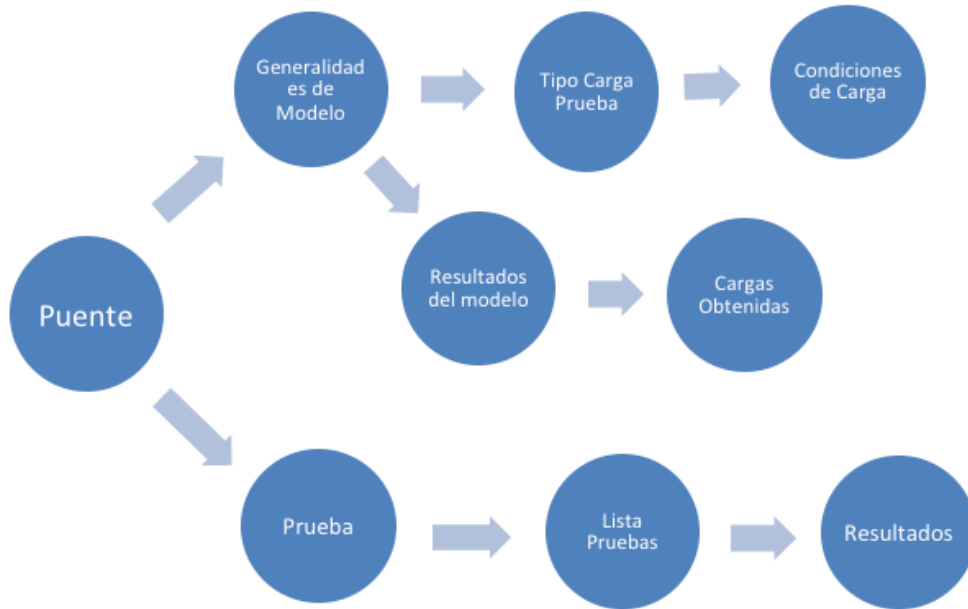 Generalidad
es de
Modelo
Tipo Carga
Prueba
Condiciones
de Carga
Resultados
del modelo
Cargas
Obtenidas
Puente
Prueba
Lista
Pruebas
Resultados